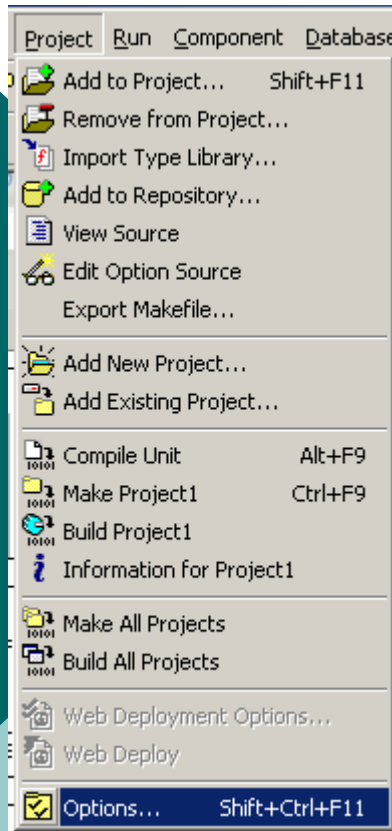 Project Run Component Database
Add to Project... Shift+F11
Remove from Project...
Import Type Library...
Add to Repository...
View Source
Edit Option Source
Export Makefile...
Add New Project...
Add Existing Project...
Compile Unit Alt+F9
Make Project1 Ctrl+F9
Build Project1
Information for Project1
Make All Projects
Build All Projects
Web Deployment Options...
Web Deploy
Options... Shift+Ctrl+F11